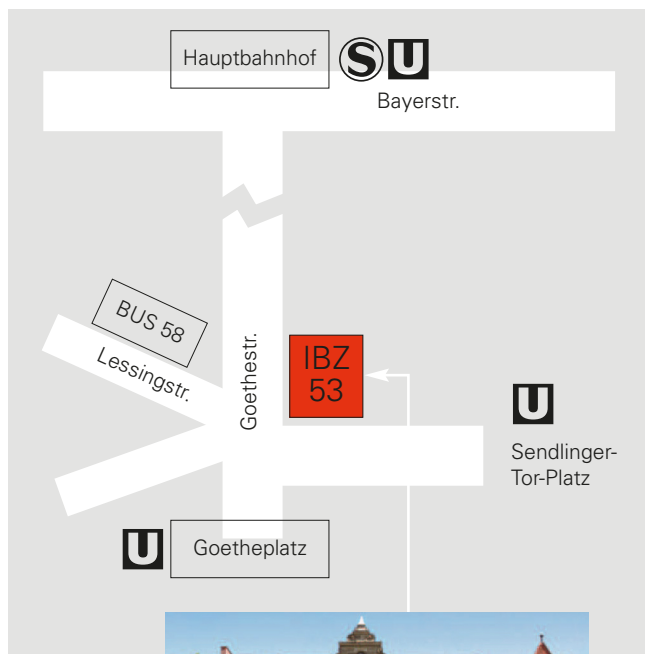 Hauptbahnhof
S U
Bayerstr.
BUS 58
Lessingstr.
Goethestr.
IBZ
53
U
Sendlinger-
Tor-Platz
U
Goetheplatz